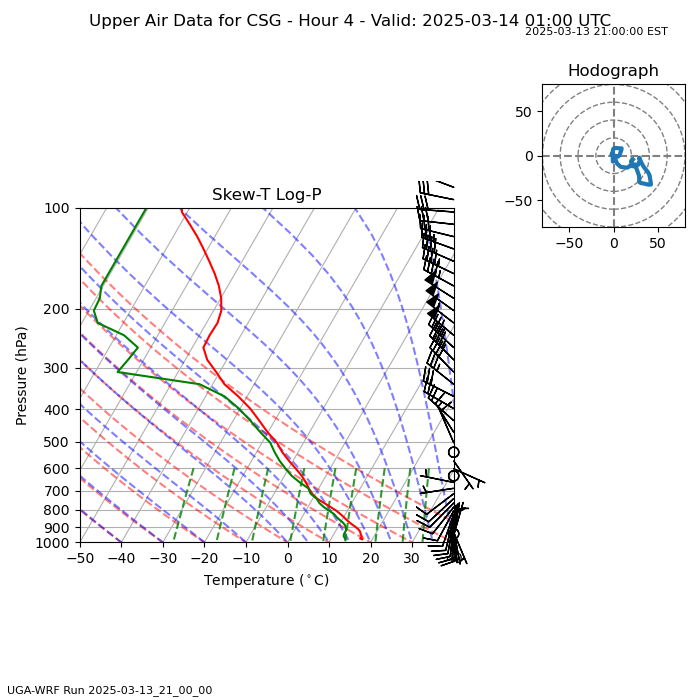 Upper Air Data for CSG - Hour 4 - Valid: 2025-03-14 01:00 UTC
2025-03-13 21:00:00 EST
Hodograph
50
0
−50
−50 0 50
Skew-T Log-P
100
200
300
400
500
600
700
800
900
1000
Pressure (hPa)
−50 −40 −30 −20 −10 0 10 20 30
Temperature (°C)
UGA-WRF Run 2025-03-13_21_00_00